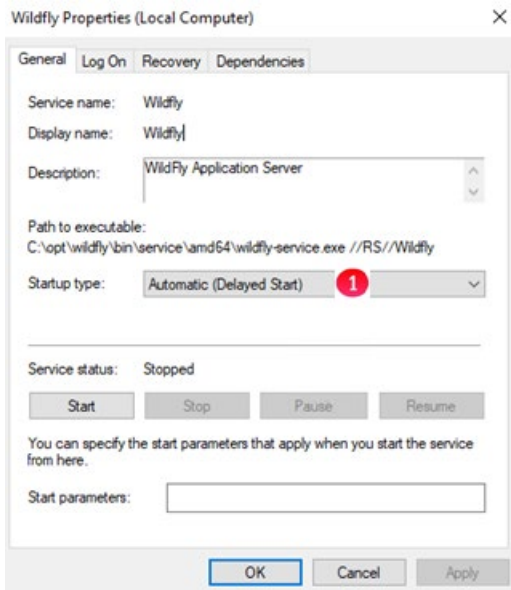 Wildfly Properties (Local Computer)
General Log On Recovery Dependencies
Service name: Wildfly
Display name: Wildfly
Description: WildFly Application Server
Path to executable:
C:\opt\wildfly\bin\service\amd64\wildfly-service.exe //RS//Wildfly
Startup type: Automatic (Delayed Start) 1
Service status: Stopped
Start Stop Pause Resume
You can specify the start parameters that apply when you start the service
from here.
Start parameters:
OK Cancel Apply